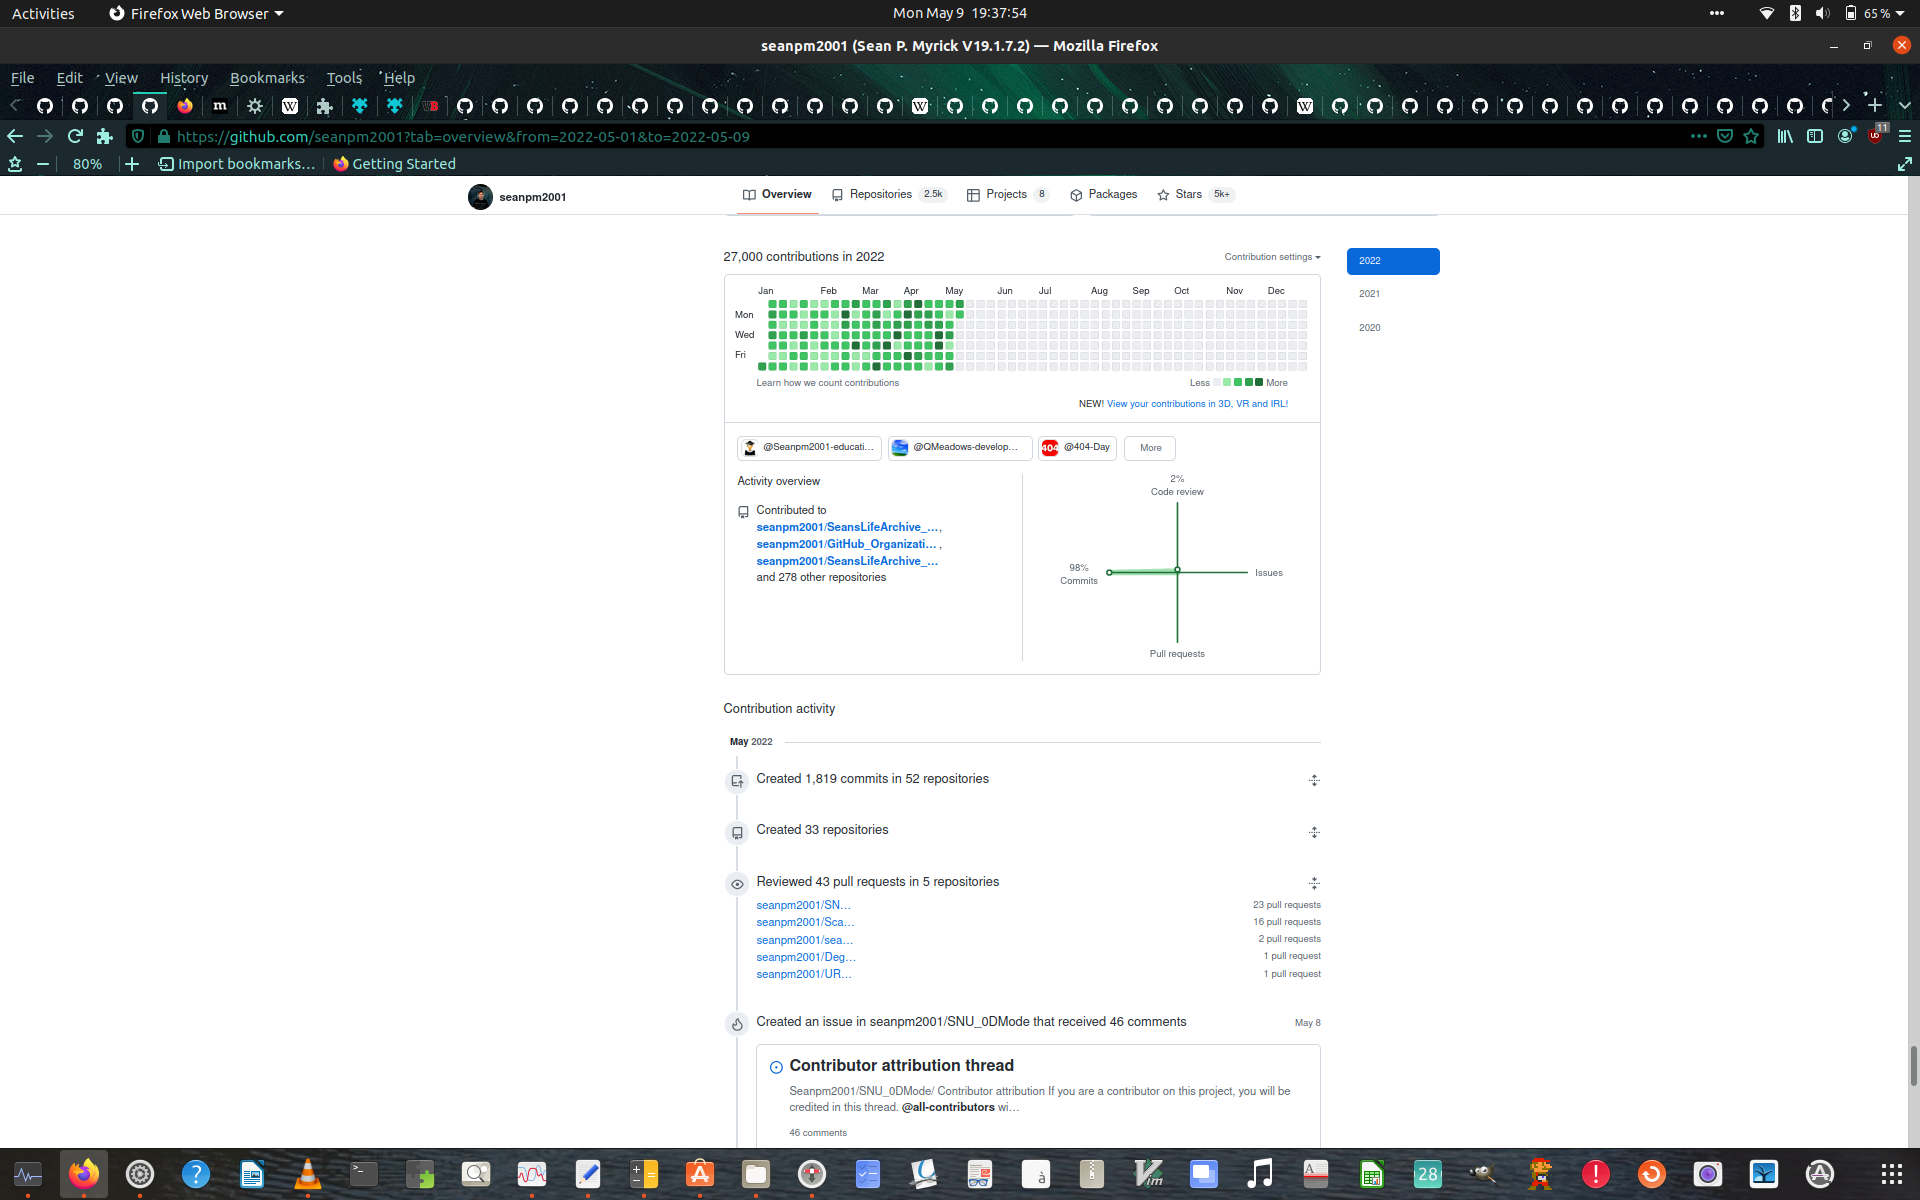 Activities
Firefox Web Browser
Mon May 9 19:37:54
65 %
seanpm2001 (Sean P. Myrick V19.1.7.2) — Mozilla Firefox
File Edit View History Bookmarks Tools Help
https://github.com/seanpm2001?tab=overview&from=2022-05-01&to=2022-05-09
11
80%
Import bookmarks...
Getting Started
seanpm2001
Overview
Repositories 2.5k
Projects 8
Packages
Stars 5k+
27,000 contributions in 2022
Contribution settings
2022
2021
2020
Jan Feb Mar Apr May Jun Jul Aug Sep Oct Nov Dec
Mon
Wed
Fri
Learn how we count contributions
Less More
NEW! View your contributions in 3D, VR and IRL!
@Seanpm2001-educati...
@QMeadows-develop...
404 @404-Day
More
Activity overview
Contributed to
seanpm2001/SeansLifeArchive_... ,
seanpm2001/GitHub_Organizati... ,
seanpm2001/SeansLifeArchive_...
and 278 other repositories
2%
Code review
98%
Commits
Issues
Pull requests
Contribution activity
May 2022
Created 1,819 commits in 52 repositories
Created 33 repositories
Reviewed 43 pull requests in 5 repositories
seanpm2001/SN... 23 pull requests
seanpm2001/Sca... 16 pull requests
seanpm2001/sea... 2 pull requests
seanpm2001/Deg... 1 pull request
seanpm2001/UR... 1 pull request
Created an issue in seanpm2001/SNU_0DMode that received 46 comments
May 8
Contributor attribution thread
Seanpm2001/SNU_0DMode/ Contributor attribution If you are a contributor on this project, you will be
credited in this thread. @all-contributors wi...
46 comments
28